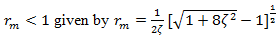 r_m < 1 given by r_m = \frac{1}{2ζ} [\sqrt{1 + 8ζ^2} − 1]^{\frac{1}{2}}